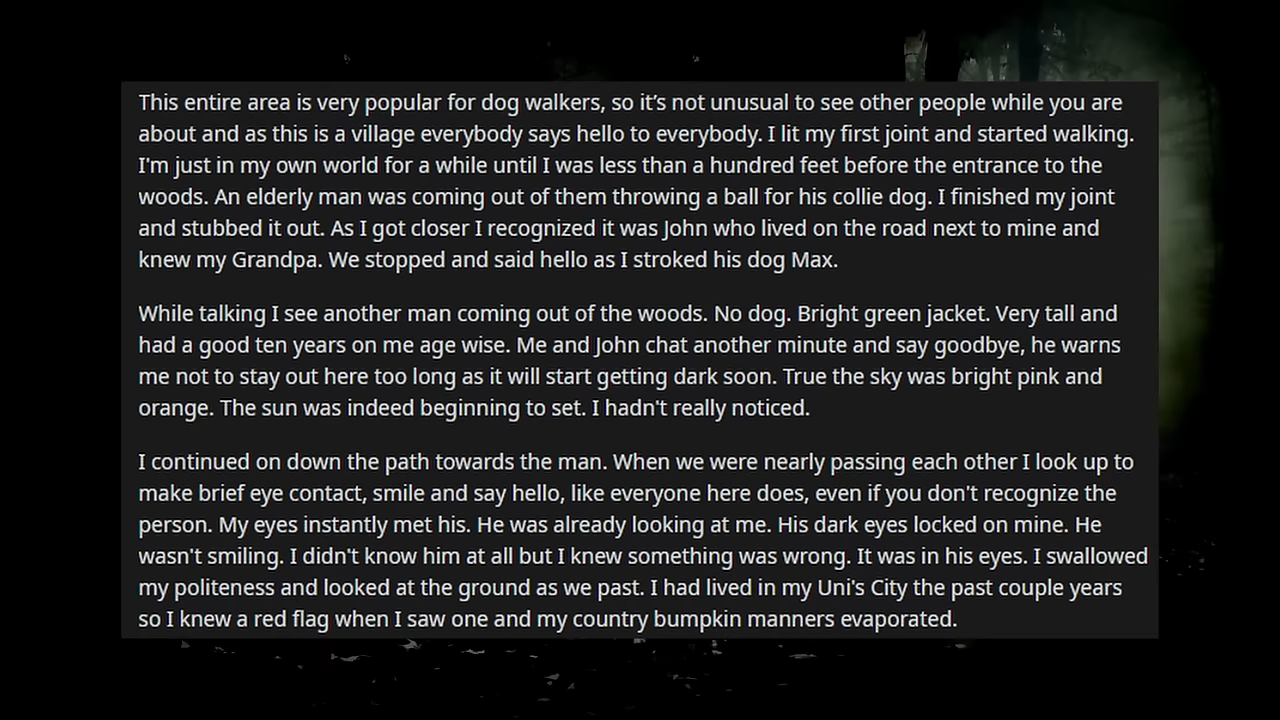 This entire area is very popular for dog walkers, so it’s not unusual to see other people while you are
about and as this is a village everybody says hello to everybody. I lit my first joint and started walking.
I'm just in my own world for a while until I was less than a hundred feet before the entrance to the
woods. An elderly man was coming out of them throwing a ball for his collie dog. I finished my joint
and stubbed it out. As I got closer I recognized it was John who lived on the road next to mine and
knew my Grandpa. We stopped and said hello as I stroked his dog Max.
While talking I see another man coming out of the woods. No dog. Bright green jacket. Very tall and
had a good ten years on me age wise. Me and John chat another minute and say goodbye, he warns
me not to stay out here too long as it will start getting dark soon. True the sky was bright pink and
orange. The sun was indeed beginning to set. I hadn't really noticed.
I continued on down the path towards the man. When we were nearly passing each other I look up to
make brief eye contact, smile and say hello, like everyone here does, even if you don't recognize the
person. My eyes instantly met his. He was already looking at me. His dark eyes locked on mine. He
wasn't smiling. I didn't know him at all but I knew something was wrong. It was in his eyes. I swallowed
my politeness and looked at the ground as we past. I had lived in my Uni's City the past couple years
so I knew a red flag when I saw one and my country bumpkin manners evaporated.